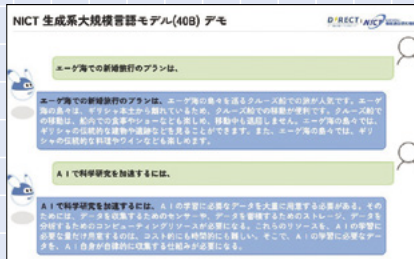 NICT 生成系大規模言語モデル(40B) デモ
DIRECT NICT
エーゲ海での新婚旅行のプランは、
エーゲ海での新婚旅行のプランは、エーゲ海の島々を巡るクルーズ船での旅が人気です。エーゲ
海の島々は、ギリシャ本土から離れているため、クルーズ船での移動が便利です。クルーズ船で
の移動は、船内での食事やショーなども楽しめ、移動中も退屈しません。エーゲ海の島々では、
ギリシャの伝統的な建物や遺跡などを見ることができます。また、エーゲ海の島々では、ギリ
シャの伝統的な料理やワインなども楽しめます。
AIで科学研究を加速するには、
AIで科学研究を加速するには、AIの学習に必要なデータを大量に用意する必要がある。その
ためには、データを収集するためのセンサーや、データを蓄積するためのストレージ、データを
分析するためのコンピューティングリソースが必要になる。これらのリソースを、AIの学習に
必要な量だけ用意するのは、コスト的にも時間的にも難しい。そこで、AIの学習に必要なデー
タを、AI自身が自律的に収集する仕組みが必要になる。